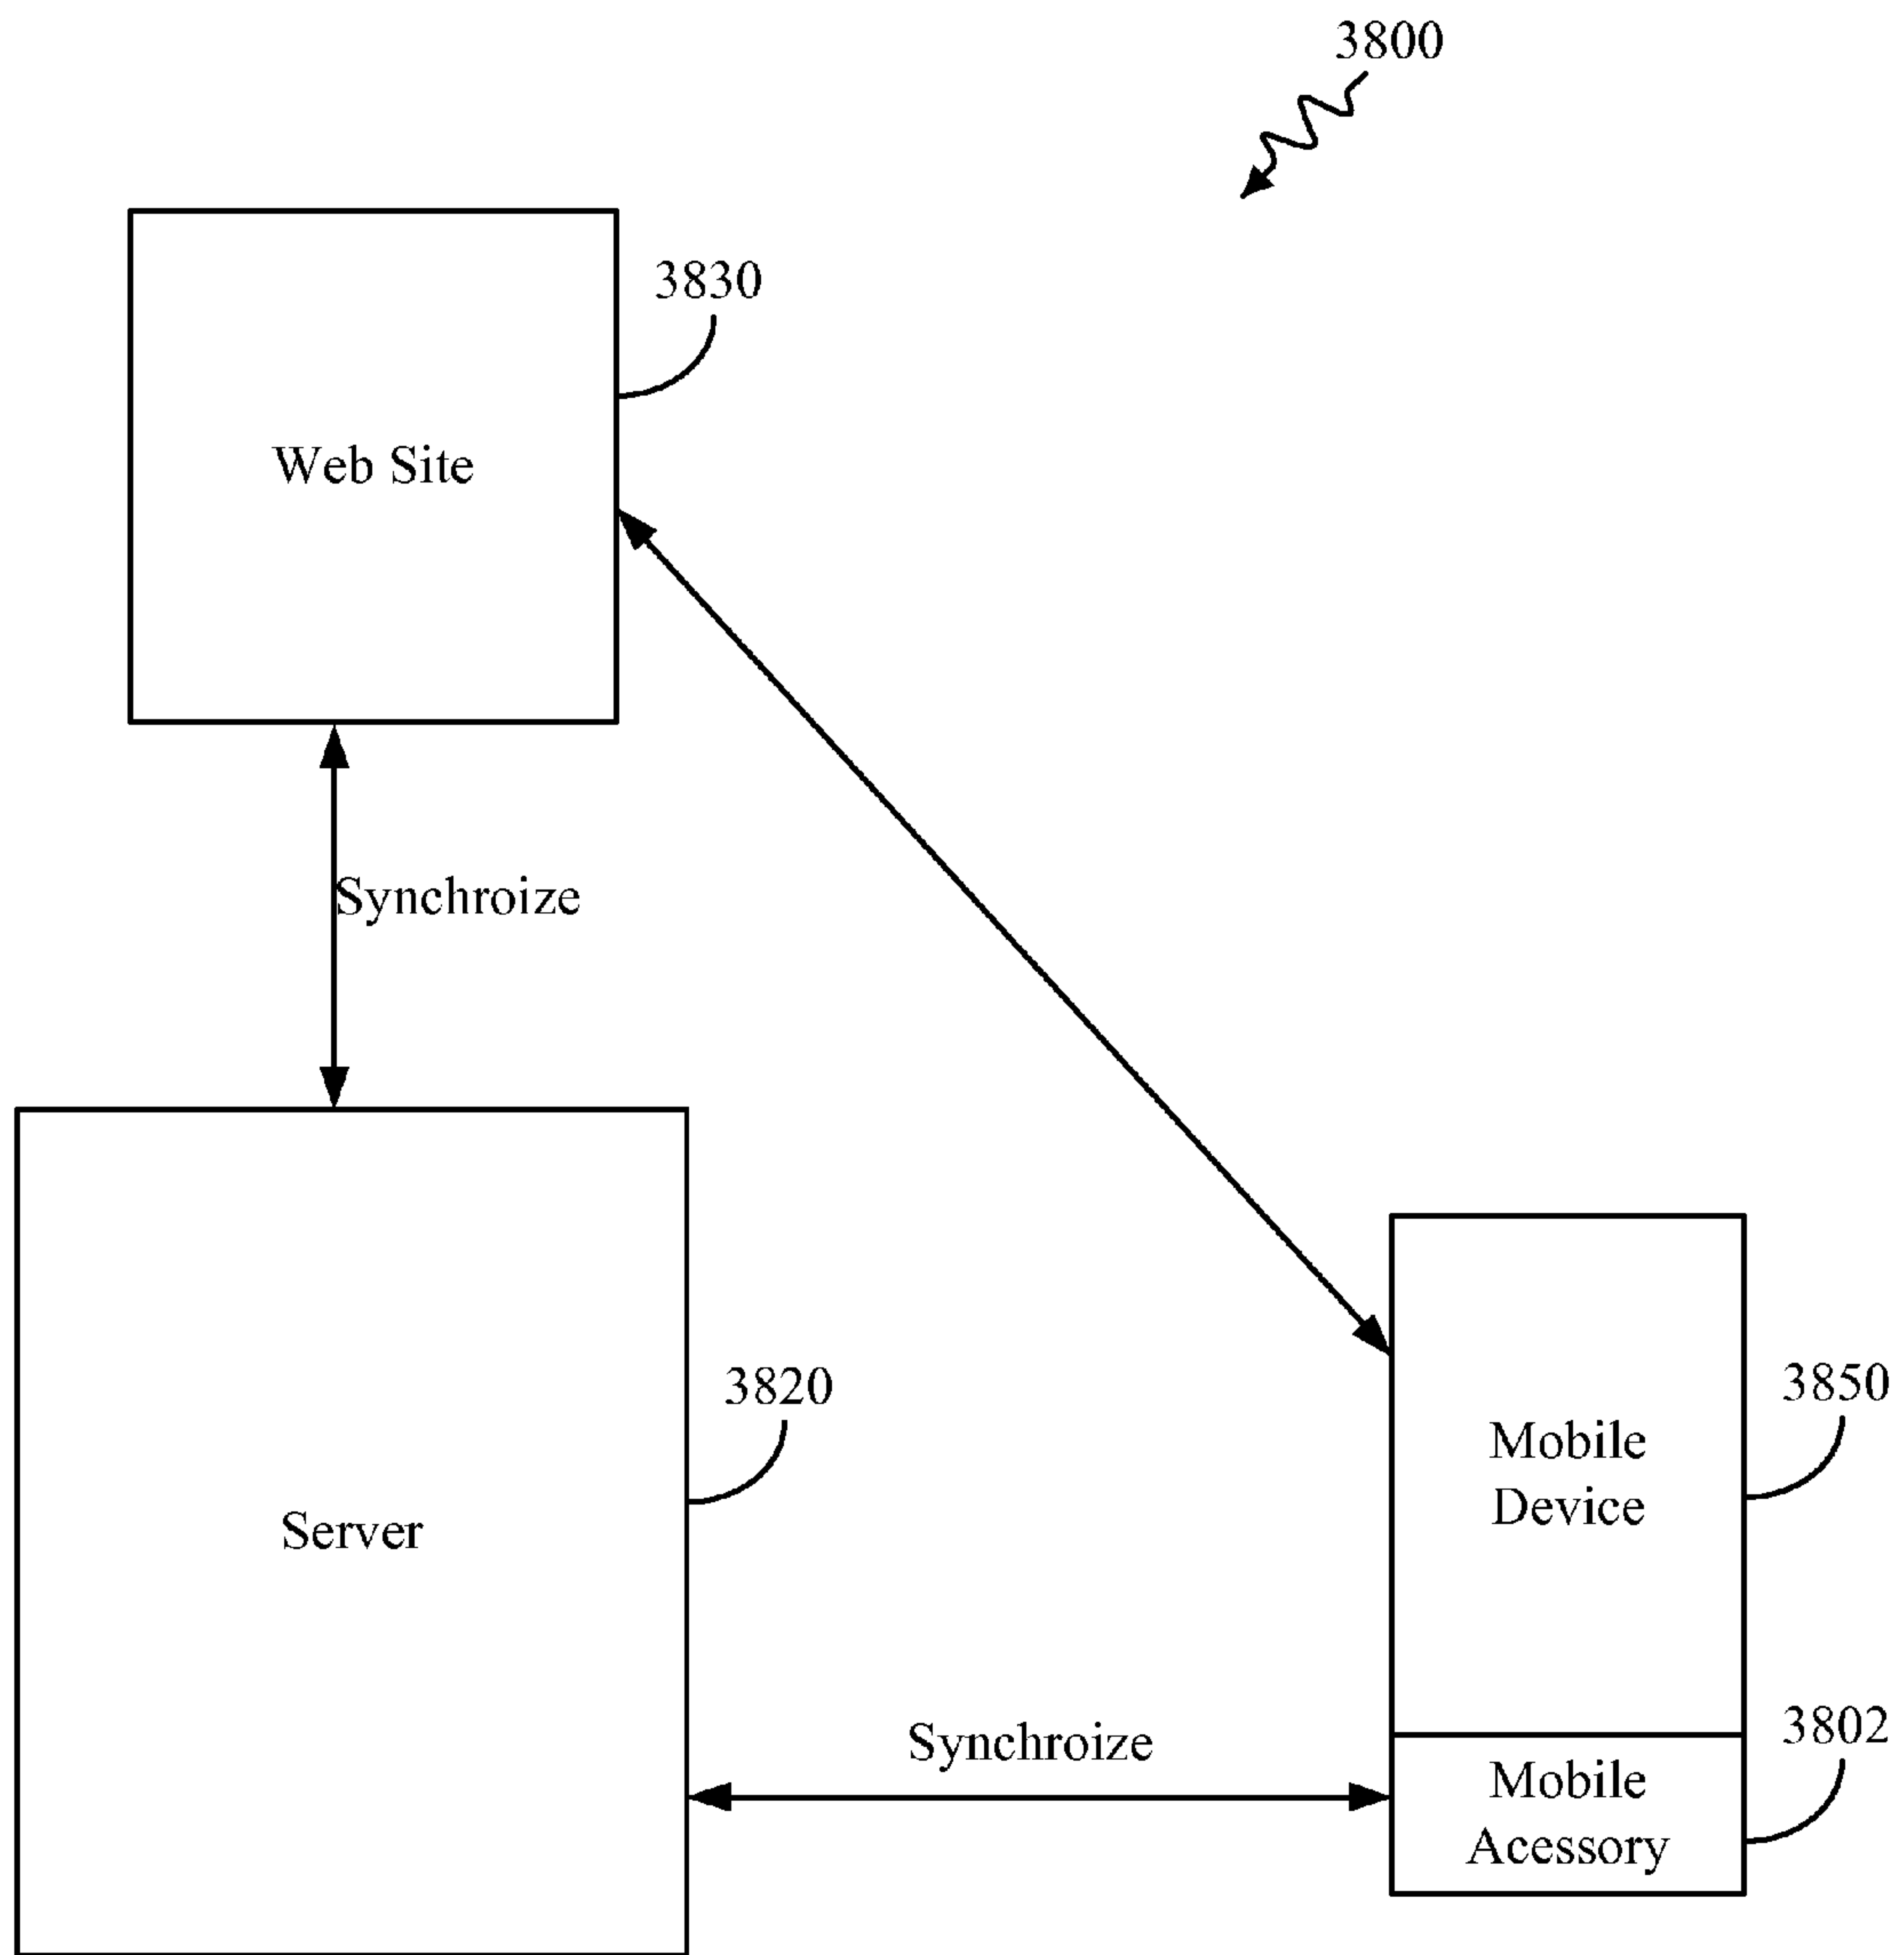 3800
3830
Web Site
Synchroize
3820
Server
3850
Mobile
Device
Synchroize
3802
Mobile
Acessory